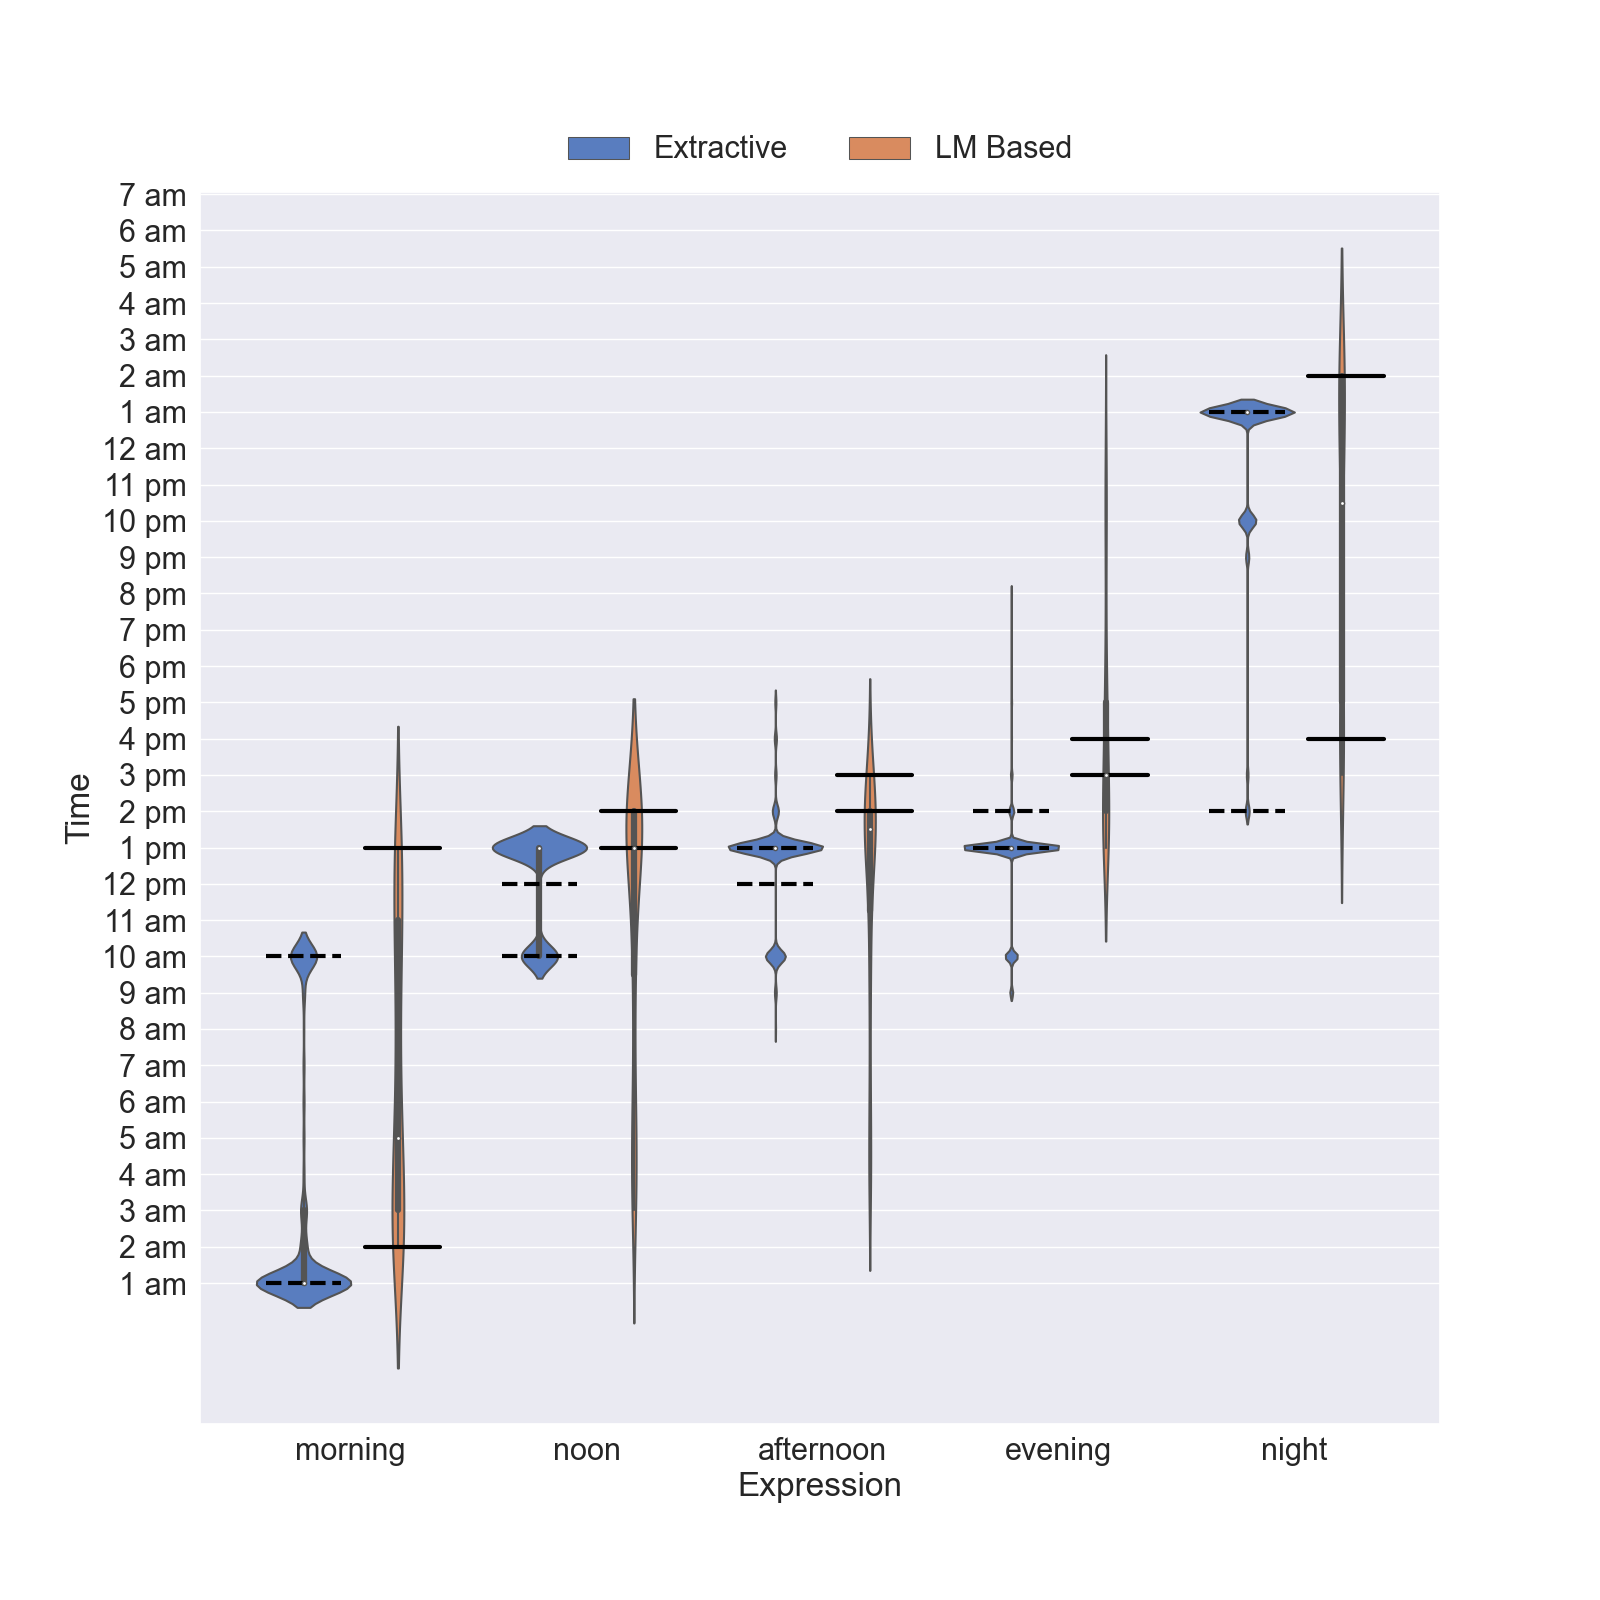 Extractive LM Based
7 am
6 am
5 am
4 am
3 am
2 am
1 am
12 am
11 pm
10 pm
9 pm
8 pm
7 pm
6 pm
5 pm
4 pm
3 pm
2 pm
1 pm
12 pm
11 am
10 am
9 am
8 am
7 am
6 am
5 am
4 am
3 am
2 am
1 am
Time
morning noon afternoon evening night
Expression